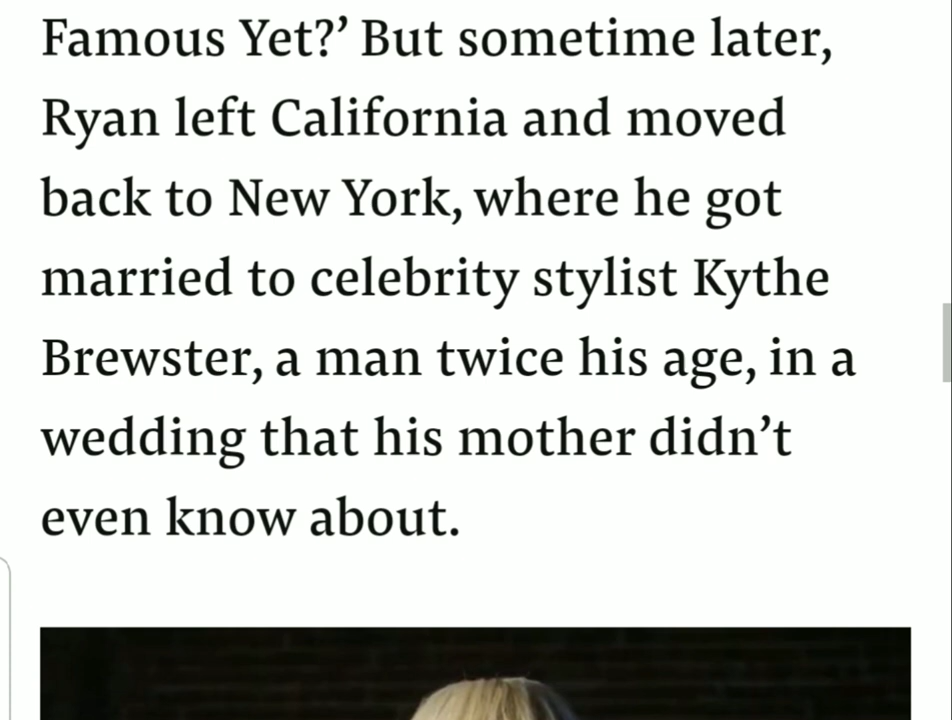 Famous Yet?’ But sometime later,
Ryan left California and moved
back to New York, where he got
married to celebrity stylist Kythe
Brewster, a man twice his age, in a
wedding that his mother didn’t
even know about.